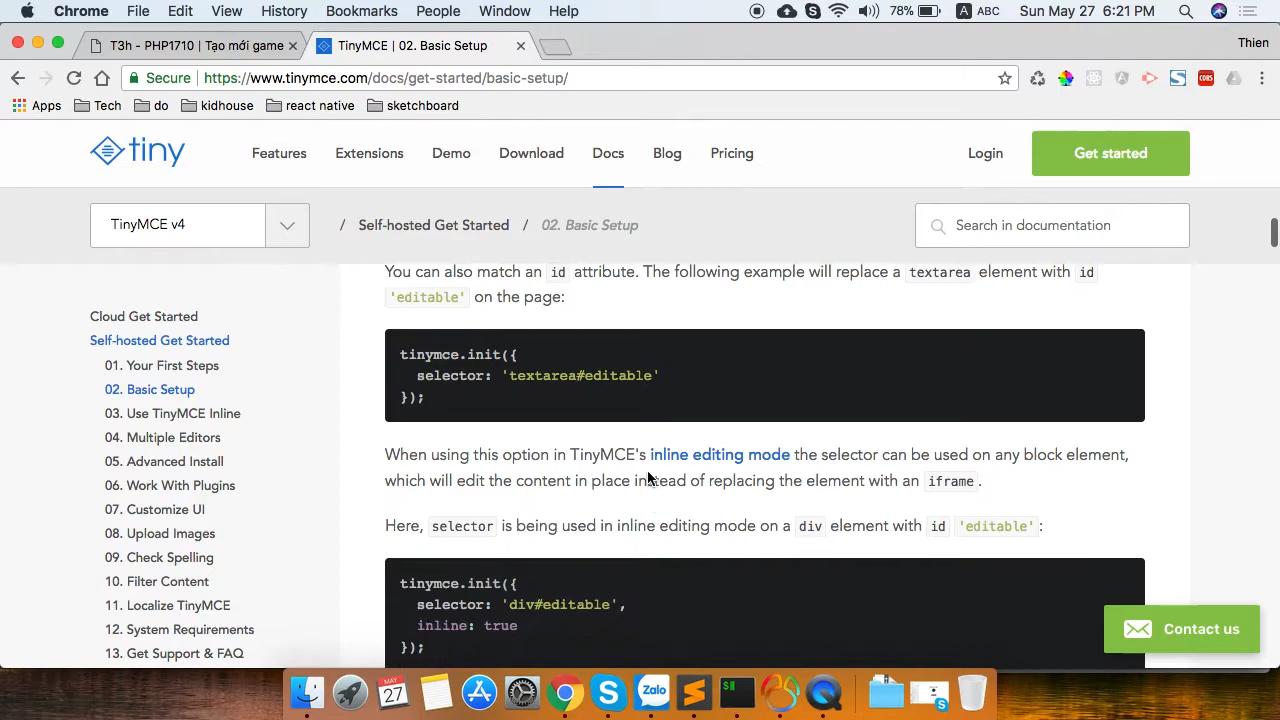 Chrome File Edit View History Bookmarks People Window Help 78% A ABC Sun May 27 6:21 PM
T3h - PHP1710 | Tạo mới game × TinyMCE | 02. Basic Setup × Thien
Secure | https://www.tinymce.com/docs/get-started/basic-setup/
Apps Tech do kidhouse react native sketchboard
tiny Features Extensions Demo Download Docs Blog Pricing Login Get started
TinyMCE v4 / Self-hosted Get Started / 02. Basic Setup Search in documentation
Cloud Get Started
Self-hosted Get Started
01. Your First Steps
02. Basic Setup
03. Use TinyMCE Inline
04. Multiple Editors
05. Advanced Install
06. Work With Plugins
07. Customize UI
08. Upload Images
09. Check Spelling
10. Filter Content
11. Localize TinyMCE
12. System Requirements
13. Get Support & FAQ
You can also match an id attribute. The following example will replace a textarea element with id
'editable' on the page:
tinymce.init({
selector: 'textarea#editable'
});
When using this option in TinyMCE's inline editing mode the selector can be used on any block element,
which will edit the content in place instead of replacing the element with an iframe.
Here, selector is being used in inline editing mode on a div element with id 'editable':
tinymce.init({
selector: 'div#editable',
inline: true
});
Contact us
MAY
27
Zalo